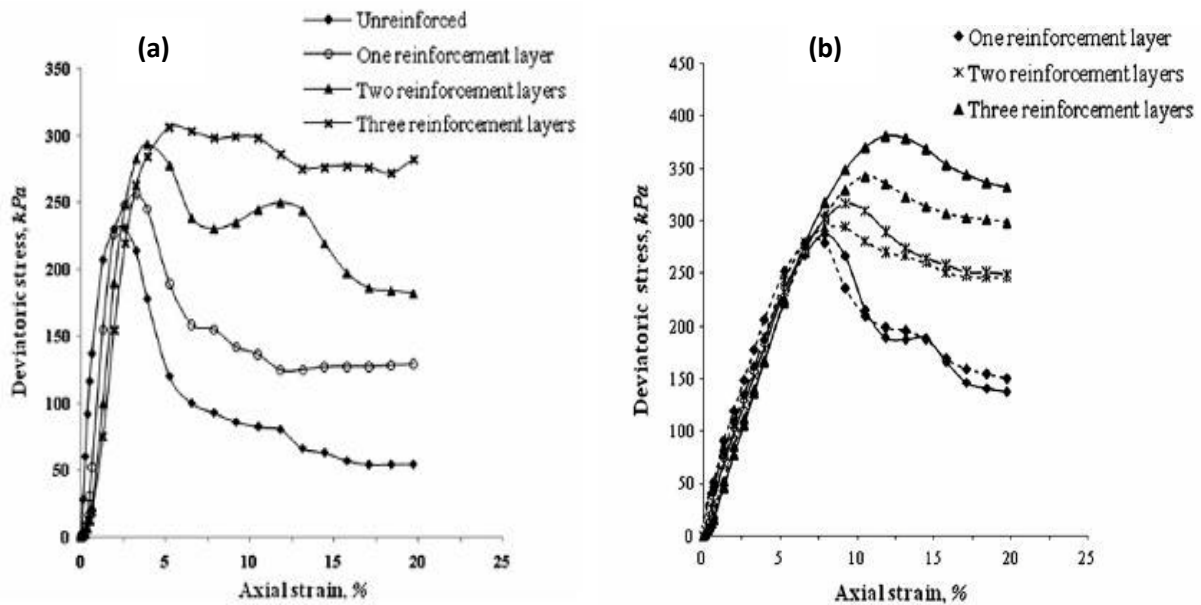 (a)
Unreinforced
One reinforcement layer
Two reinforcement layers
Three reinforcement layers
350
300
250
200
150
100
50
0
Deviatoric stress, kPa
0 5 10 15 20 25
Axial strain, %
(b)
One reinforcement layer
Two reinforcement layers
Three reinforcement layers
450
400
350
300
250
200
150
100
50
0
Deviatoric stress, kPa
0 5 10 15 20 25
Axial strain, %